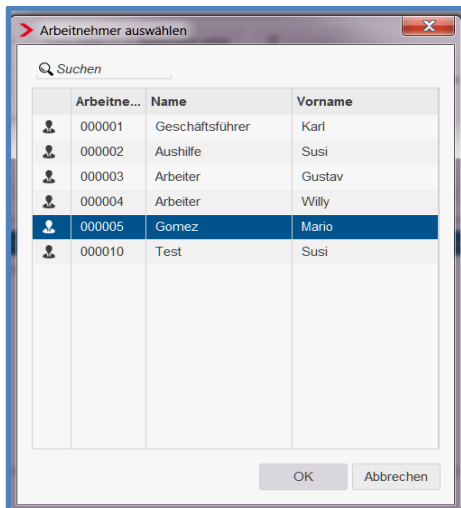 Arbeitnehmer auswählen
Suchen
Arbeitne... Name Vorname
000001 Geschäftsführer Karl
000002 Aushilfe Susi
000003 Arbeiter Gustav
000004 Arbeiter Willy
000005 Gomez Mario
000010 Test Susi
OK Abbrechen